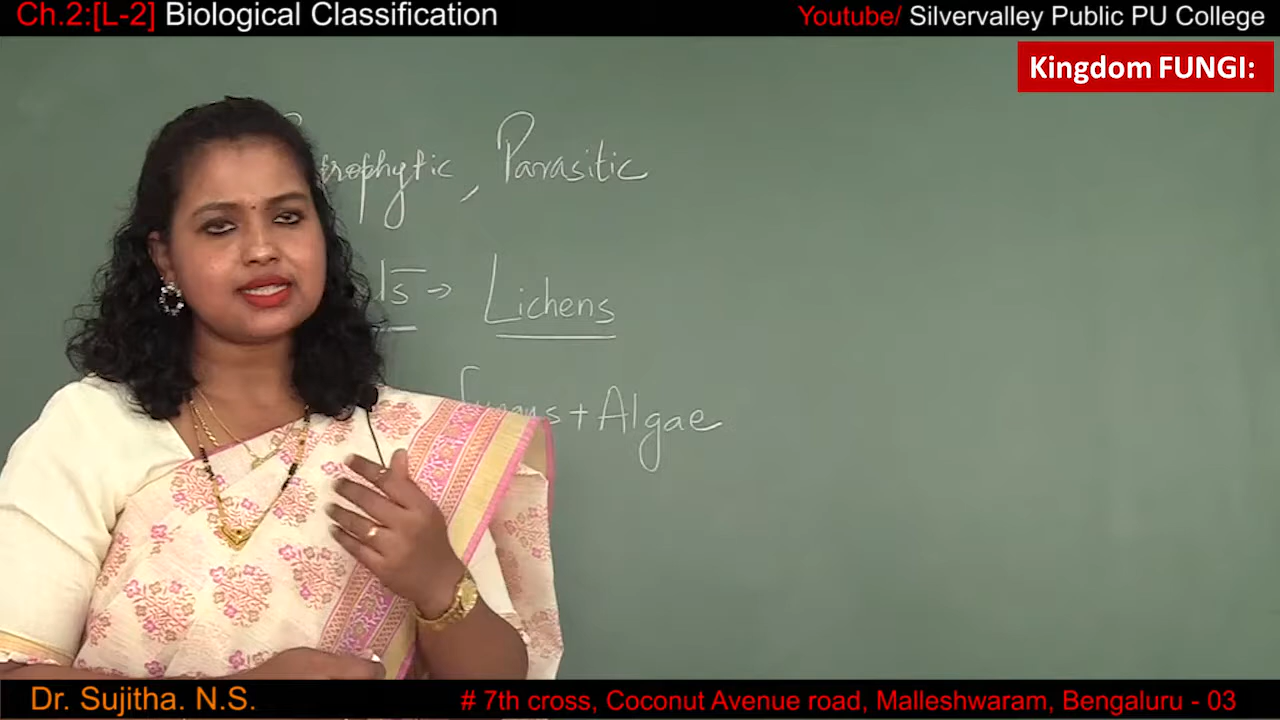 Ch.2:[L-2] Biological Classification
Youtube/ Silvervalley Public PU College
Kingdom FUNGI:
, Parasitic
→ Lichens
+ Algae
Dr. Sujitha. N.S.
# 7th cross, Coconut Avenue road, Malleshwaram, Bengaluru - 03